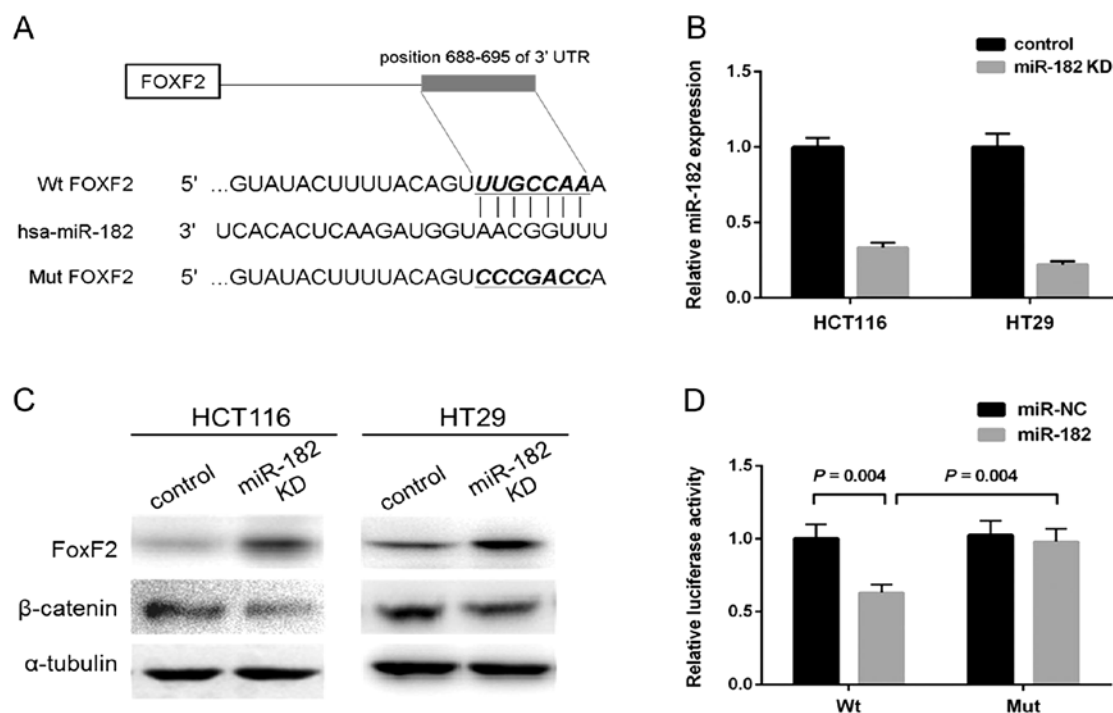 A
position 688-695 of 3' UTR
FOXF2
Wt FOXF2 5' ...GUAUACUUUUACAGUUUGCCAAA
hsa-miR-182 3' UCACACUCAAGAUGGUAACGGUUU
Mut FOXF2 5' ...GUAUACUUUUACAGUCCCGACCA
B
control
miR-182 KD
Relative miR-182 expression
1.5
1.0
0.5
0.0
HCT116 HT29
C
HCT116 HT29
control miR-182 KD control miR-182 KD
FoxF2
β-catenin
α-tubulin
D
miR-NC
miR-182
Relative luciferase activity
1.5
1.0
0.5
0.0
P = 0.004 P = 0.004
Wt Mut